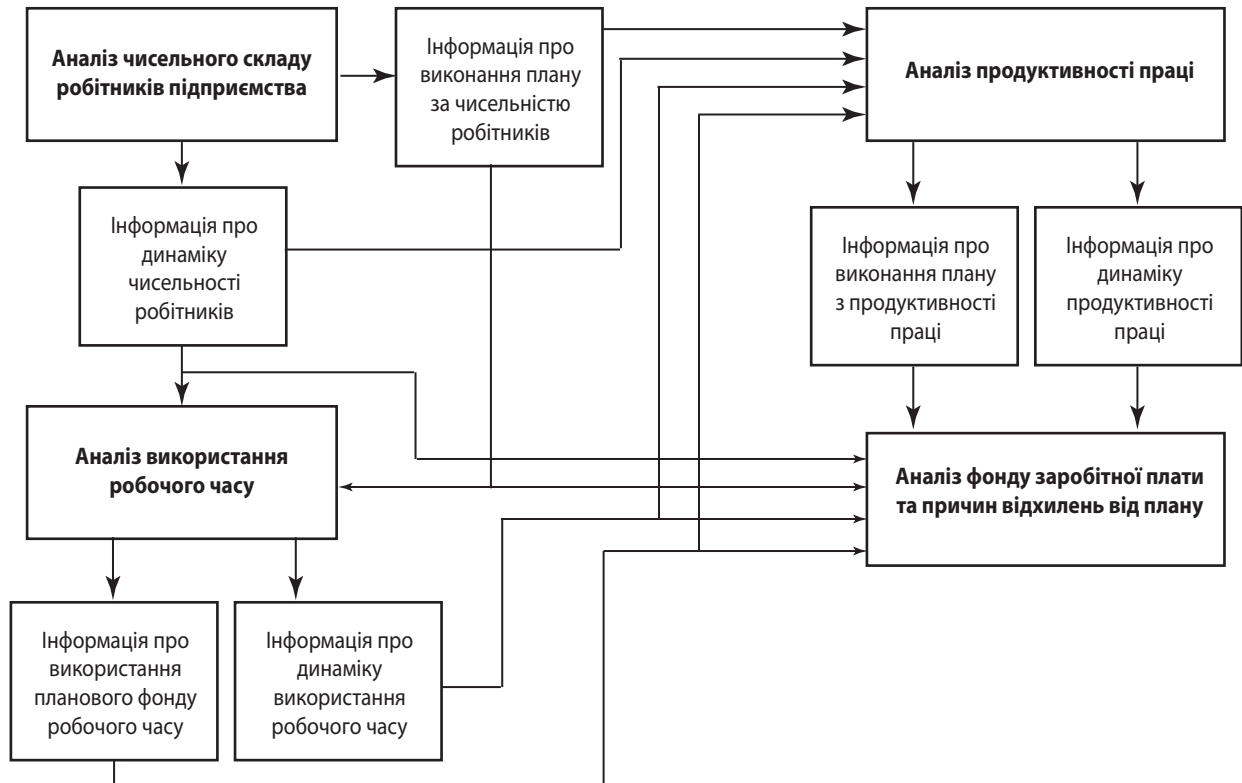 Аналіз чисельного складу
робітників підприємства
Інформація про
виконання плану
за чисельністю
робітників
Аналіз продуктивності праці
Інформація про
динаміку
чисельності
робітників
Інформація про
виконання плану
з продуктивності
праці
Інформація про
динаміку
продуктивності
праці
Аналіз використання
робочого часу
Аналіз фонду заробітної плати
та причин відхилень від плану
Інформація про
використання
планового фонду
робочого часу
Інформація про
динаміку
використання
робочого часу